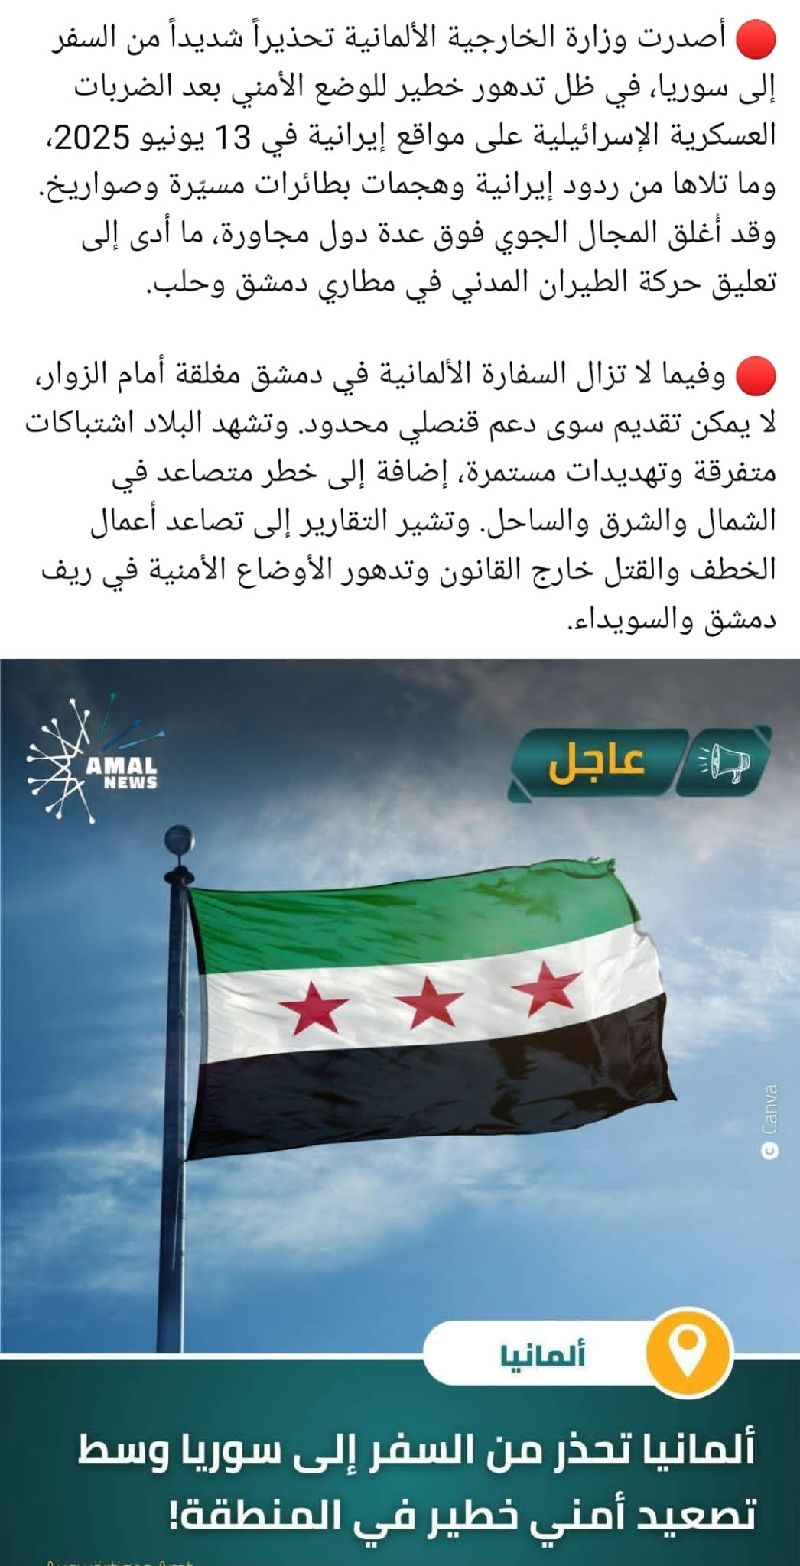 أصدرت وزارة الخارجية الألمانية تحذيراً شديداً من السفر
إلى سوريا، في ظل تدهور خطير للوضع الأمني بعد الضربات
العسكرية الإسرائيلية على مواقع إيرانية في 13 يونيو 2025،
وما تلاها من ردود إيرانية وهجمات بطائرات مسيّرة وصواريخ.
وقد أُغلق المجال الجوي فوق عدة دول مجاورة، ما أدى إلى
تعليق حركة الطيران المدني في مطاري دمشق وحلب.
وفيما لا تزال السفارة الألمانية في دمشق مغلقة أمام الزوار،
لا يمكن تقديم سوى دعم قنصلي محدود. وتشهد البلاد اشتباكات
متفرقة وتهديدات مستمرة، إضافة إلى خطر متصاعد في
الشمال والشرق والساحل. وتشير التقارير إلى تصاعد أعمال
الخطف والقتل خارج القانون وتدهور الأوضاع الأمنية في ريف
دمشق والسويداء.
AMAL
NEWS
عاجل
© Canva
ألمانيا
ألمانيا تحذر من السفر إلى سوريا وسط
تصعيد أمني خطير في المنطقة!